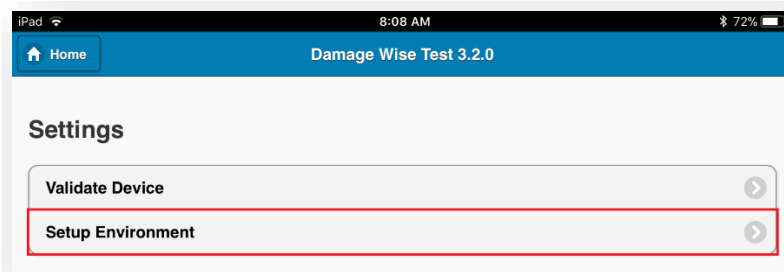 iPad 8:08 AM 72%
Home Damage Wise Test 3.2.0
Settings
Validate Device
Setup Environment